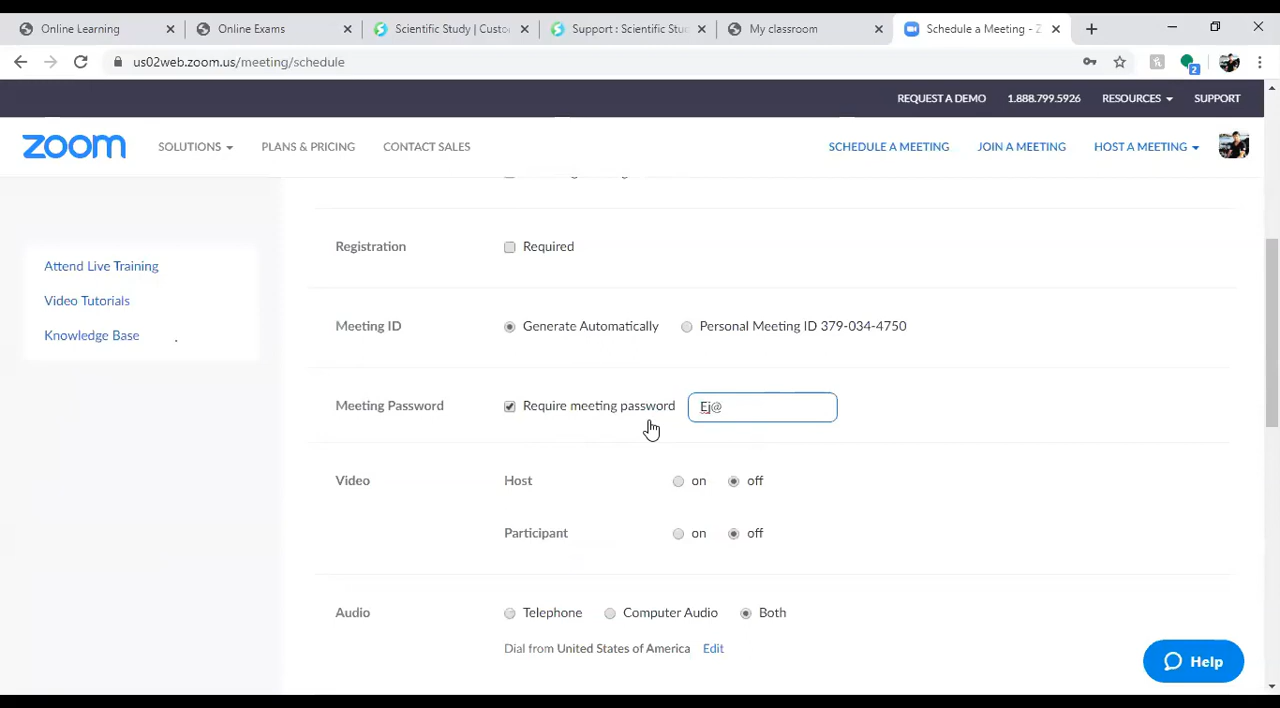 Online Learning
Online Exams
Scientific Study | Custo
Support : Scientific Stu
My classroom
Schedule a Meeting - Z
us02web.zoom.us/meeting/schedule
2
REQUEST A DEMO 1.888.799.5926 RESOURCES SUPPORT
zoom SOLUTIONS PLANS & PRICING CONTACT SALES SCHEDULE A MEETING JOIN A MEETING HOST A MEETING
Attend Live Training
Video Tutorials
Knowledge Base
Registration Required
Meeting ID Generate Automatically Personal Meeting ID 379-034-4750
Meeting Password Require meeting password Ej@
Video Host on off
Participant on off
Audio Telephone Computer Audio Both
Dial from United States of America Edit
Help